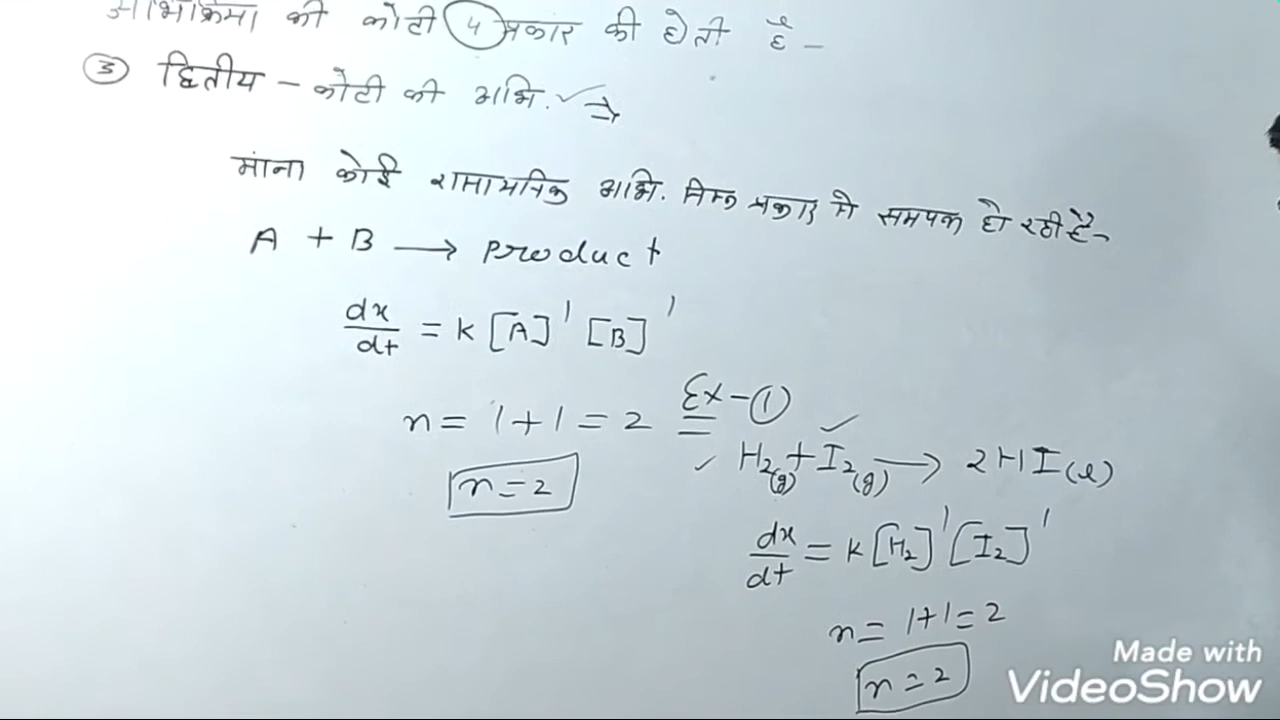 अभिक्रिया की कोटी 4 प्रकार की होती है -
③ द्वितीय - कोटी की अभि. ✓ ⇒
माना कोई रासायनिक अभि. निम्न प्रकार से सम्पन्न हो रही है-
A + B ⟶ product
dx/dt = K [A]¹ [B]¹
n = 1+1 = 2
n = 2
Ex-①
✓ H₂(g) + I₂(g) ⟶ 2HI(l)
dx/dt = K [H₂]¹ [I₂]¹
n = 1+1 = 2
n = 2
Made with
VideoShow